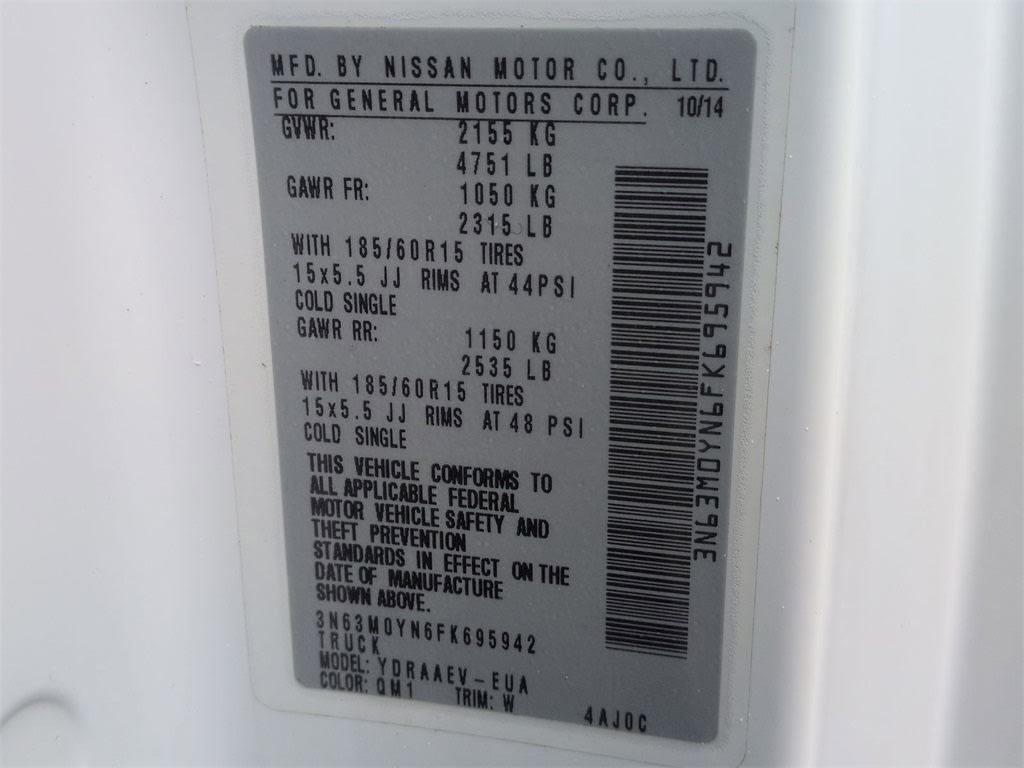 MFD. BY NISSAN MOTOR CO., LTD.
FOR GENERAL MOTORS CORP. 10/14
GVWR: 2155 KG
4751 LB
GAWR FR: 1050 KG
2315 LB
WITH 185/60R15 TIRES
15x5.5 JJ RIMS AT 44PSI
COLD SINGLE
GAWR RR: 1150 KG
2535 LB
WITH 185/60R15 TIRES
15x5.5 JJ RIMS AT 48 PSI
COLD SINGLE
THIS VEHICLE CONFORMS TO
ALL APPLICABLE FEDERAL
MOTOR VEHICLE SAFETY AND
THEFT PREVENTION
STANDARDS IN EFFECT ON THE
DATE OF MANUFACTURE
SHOWN ABOVE.
3N63M0YN6FK695942
TRUCK
MODEL: YDRAAEV-EUA
COLOR: QM1 TRIM: W
4AJ0C
3N63M0YN6FK695942